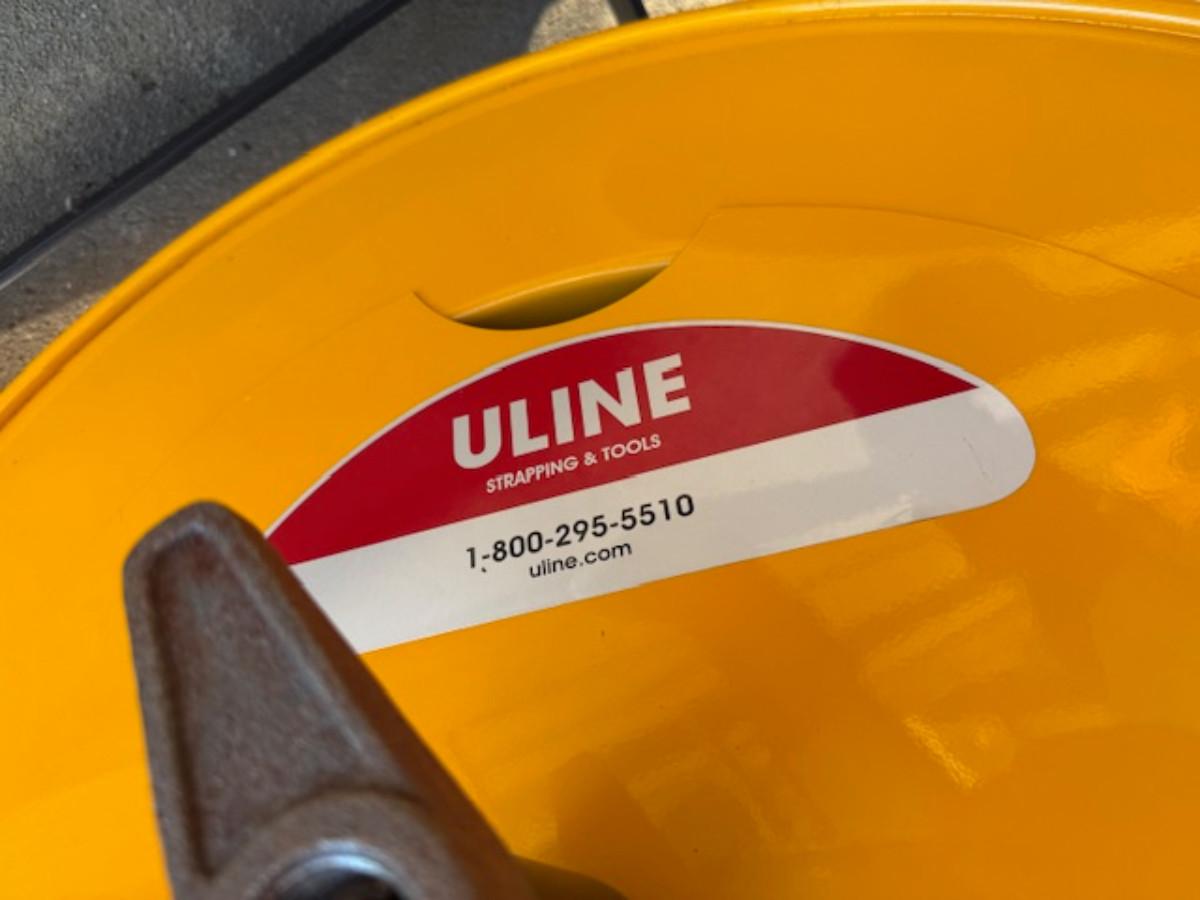 ULINE
STRAPPING & TOOLS
1-800-295-5510
uline.com